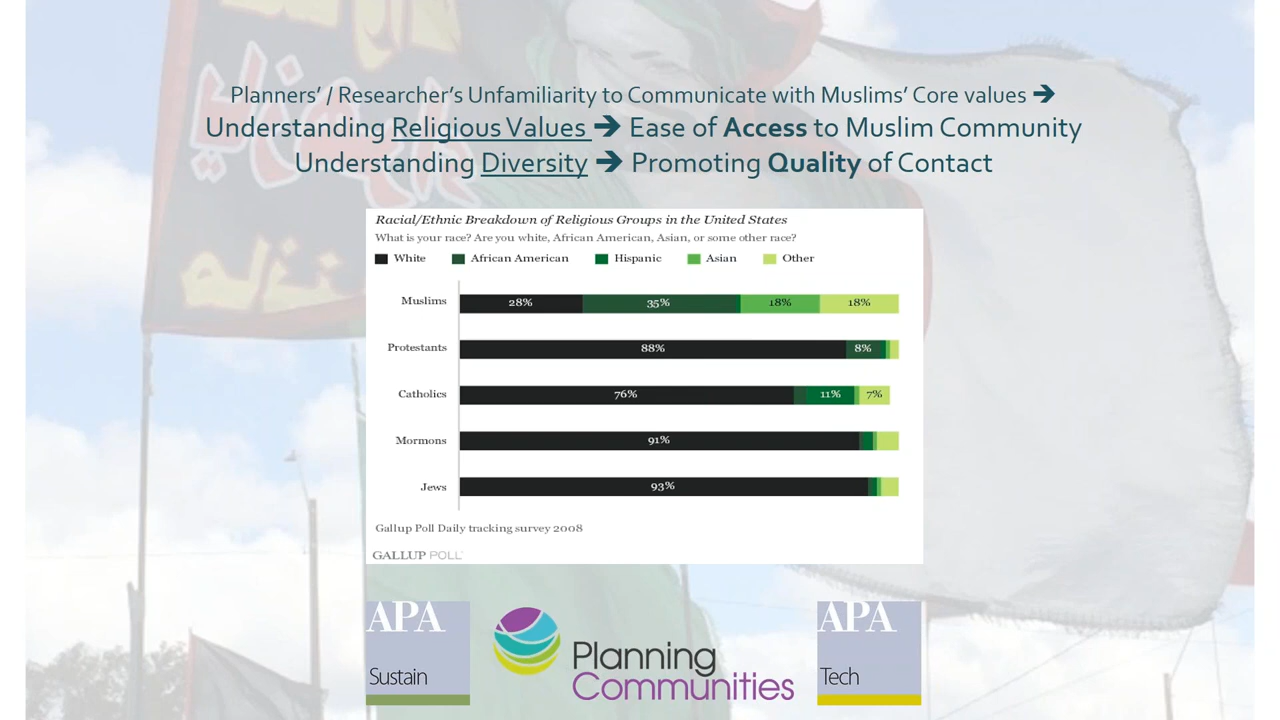 Planners’ / Researcher’s Unfamiliarity to Communicate with Muslims’ Core values ➔
Understanding Religious Values ➔ Ease of Access to Muslim Community
Understanding Diversity ➔ Promoting Quality of Contact
Racial/Ethnic Breakdown of Religious Groups in the United States
What is your race? Are you white, African American, Asian, or some other race?
White African American Hispanic Asian Other
Muslims 28% 35% 18% 18%
Protestants 88% 8%
Catholics 76% 11% 7%
Mormons 91%
Jews 93%
Gallup Poll Daily tracking survey 2008
GALLUP POLL
APA
Sustain
Planning
Communities
APA
Tech